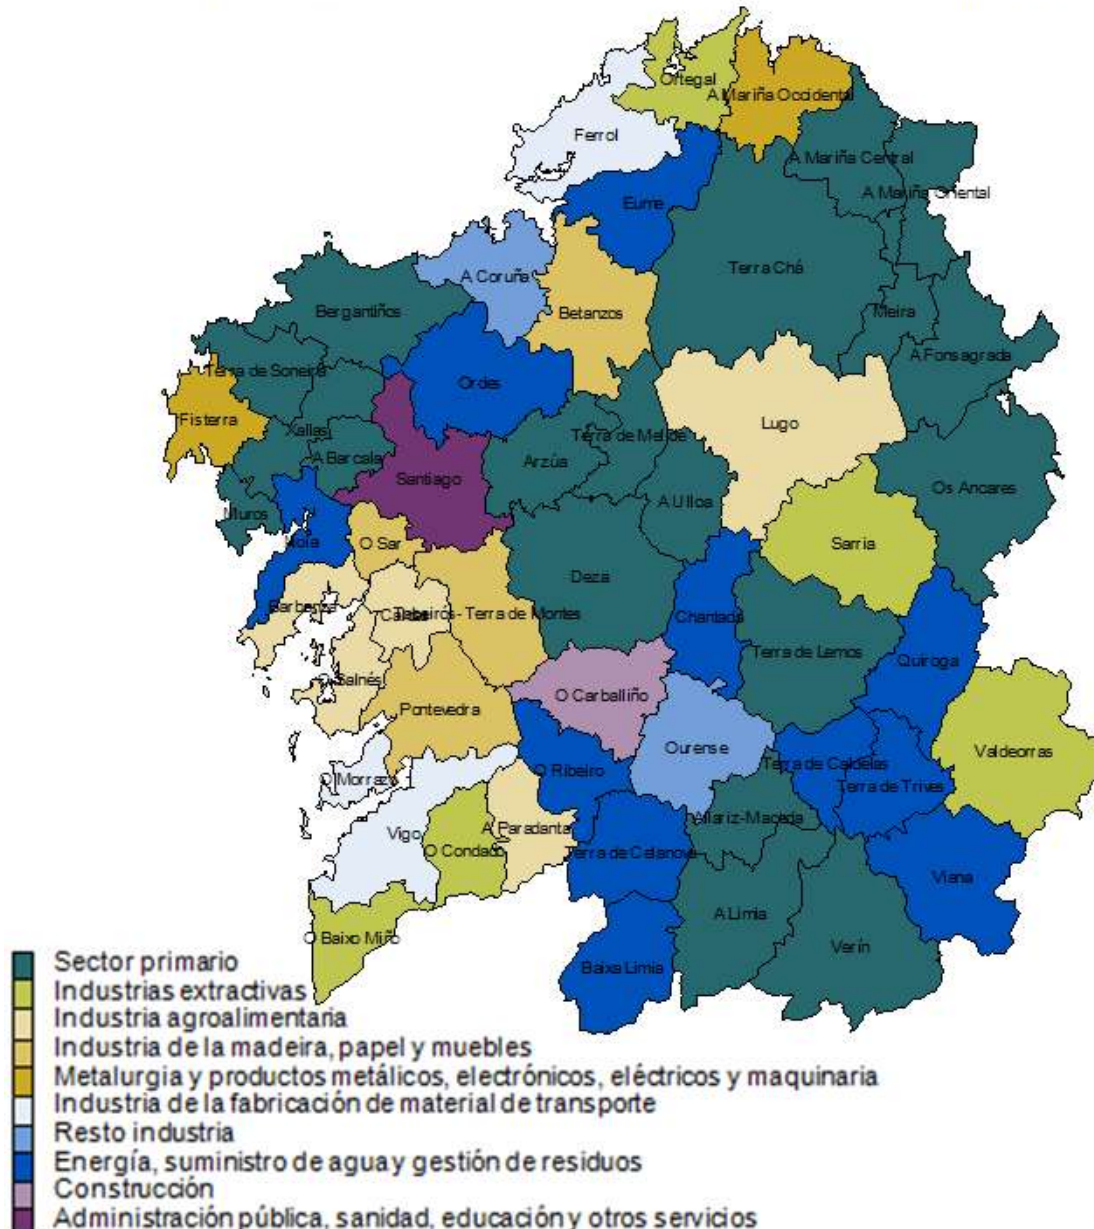 Ortegal
A Mariña Occidental
Ferrol
A Mariña Central
A Mariña Oriental
Eume
Terra Chá
A Coruña
Bergantiños
Betanzos
Meira
A Fonsagrada
Terra de Soneira
Ordes
Fisterra
Lugo
Xallas
Terra de Melide
A Barcala
Arzúa
Santiago
Os Ancares
A Ulloa
Muros
Noia
O Sar
Sarria
Deza
Barbanza
Caldas
Tabeirós- Terra de Montes
Chantada
Terra de Lemos
Quiroga
O Salnés
O Carballiño
Pontevedra
Ourense
Valdeorras
O Morrazo
O Ribeiro
Terra de Caldelas
Terra de Trives
Allariz-Maceda
A Paradanta
Vigo
O Condado
Terra de Celanova
Viana
A Limia
O Baixo Miño
Verín
Baixa Limia
Sector primario
Industrias extractivas
Industria agroalimentaria
Industria de la madeira, papel y muebles
Metalurgia y productos metálicos, electrónicos, eléctricos y maquinaria
Industria de la fabricación de material de transporte
Resto industria
Energía, suministro de agua y gestión de residuos
Construcción
Administración pública, sanidad, educación y otros servicios